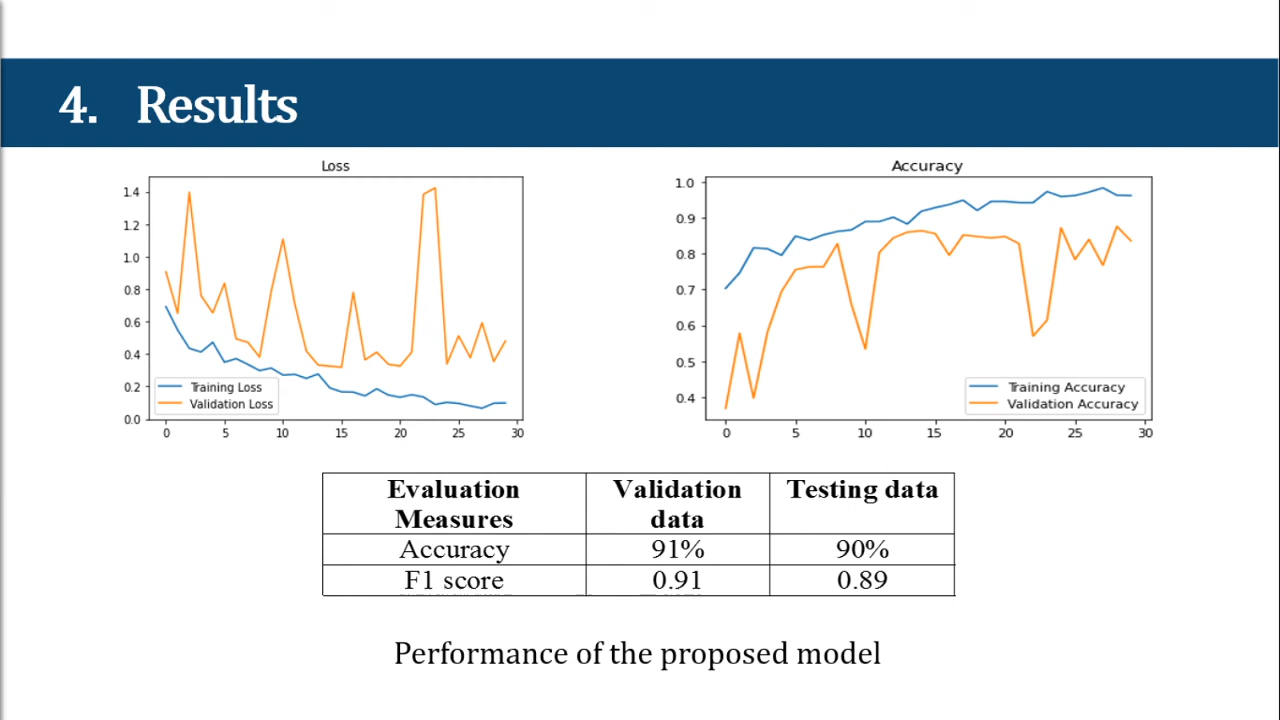 4. Results
Loss
1.4
1.2
1.0
0.8
0.6
0.4
0.2
0.0
0 5 10 15 20 25 30
Training Loss
Validation Loss
Accuracy
1.0
0.9
0.8
0.7
0.6
0.5
0.4
0 5 10 15 20 25 30
Training Accuracy
Validation Accuracy
Evaluation Measures Validation data Testing data
Accuracy 91% 90%
F1 score 0.91 0.89
Performance of the proposed model